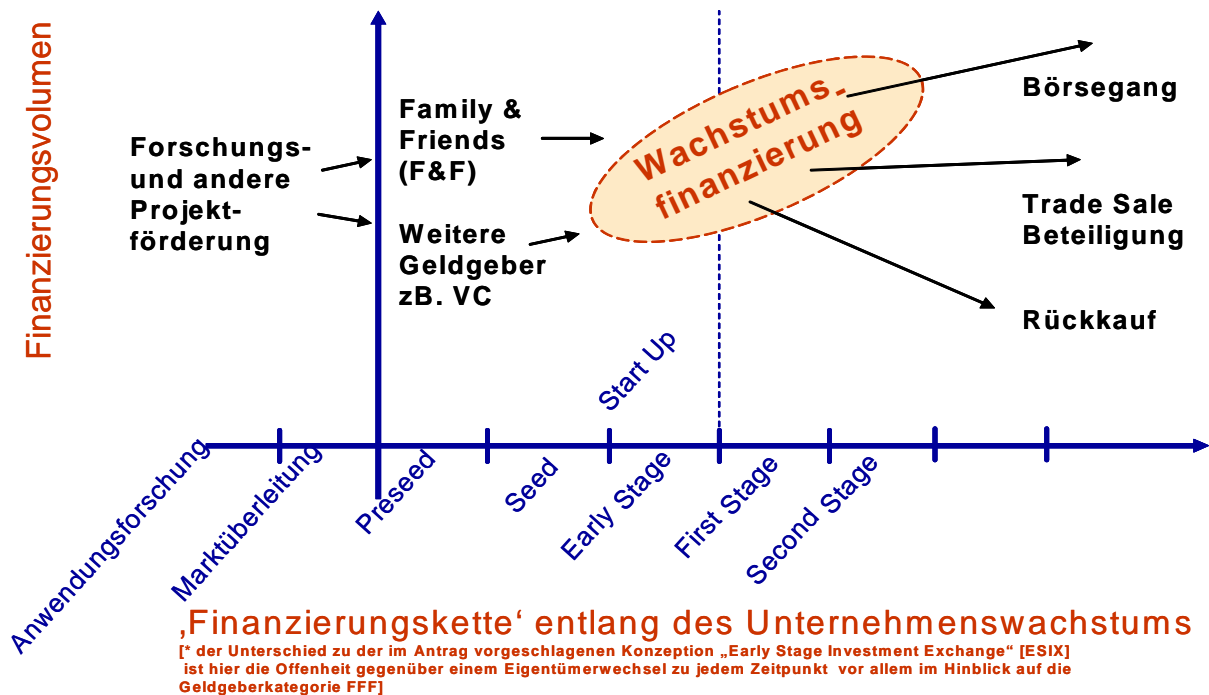 Finanzierungsvolumen
Forschungs-
und andere
Projekt-
förderung
Family &
Friends
(F&F)
Weitere
Geldgeber
zB. VC
Wachstums-
finanzierung
Börsegang
Trade Sale
Beteiligung
Rückkauf
Start Up
Anwendungsforschung
Marktüberleitung
Preseed
Seed
Early Stage
First Stage
Second Stage
‚Finanzierungskette‘ entlang des Unternehmenswachstums
[* der Unterschied zu der im Antrag vorgeschlagenen Konzeption „Early Stage Investment Exchange“ [ESIX]
ist hier die Offenheit gegenüber einem Eigentümerwechsel zu jedem Zeitpunkt vor allem im Hinblick auf die
Geldgeberkategorie FFF]